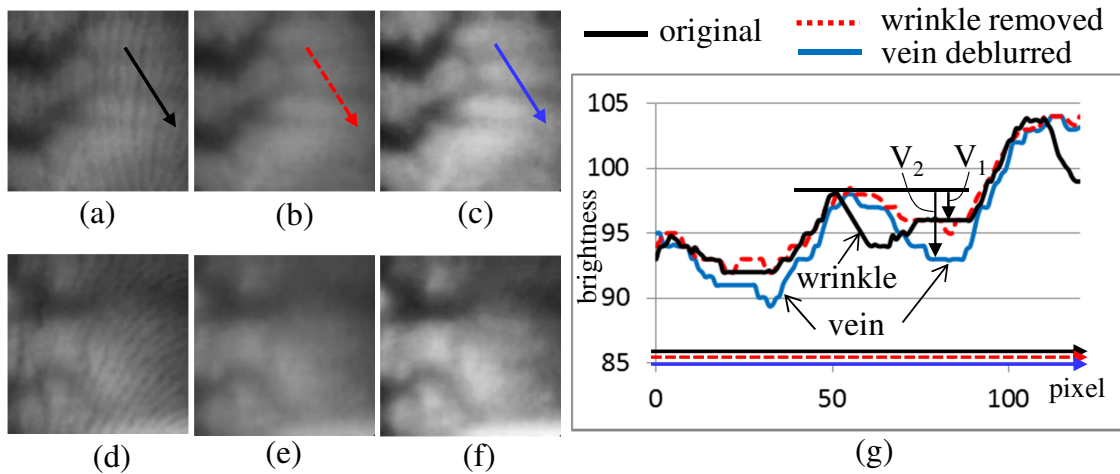 original
wrinkle removed
vein deblurred
(a)
(b)
(c)
(d)
(e)
(f)
brightness
105
100
95
90
85
V2
V1
wrinkle
vein
pixel
0
50
100
(g)